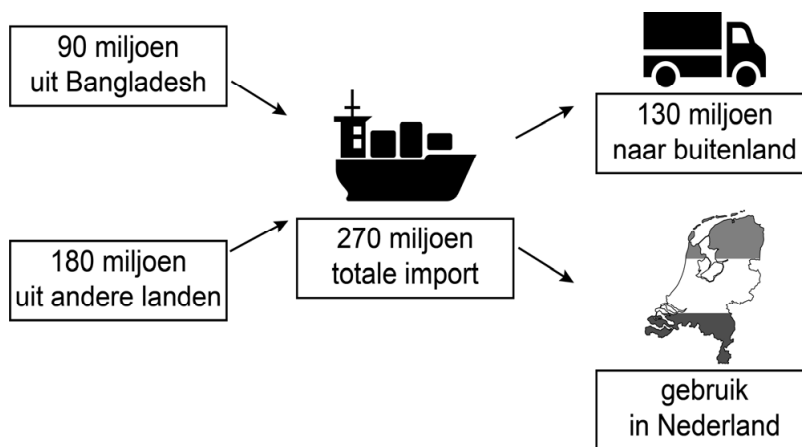 90 miljoen
uit Bangladesh
180 miljoen
uit andere landen
270 miljoen
totale import
130 miljoen
naar buitenland
gebruik
in Nederland